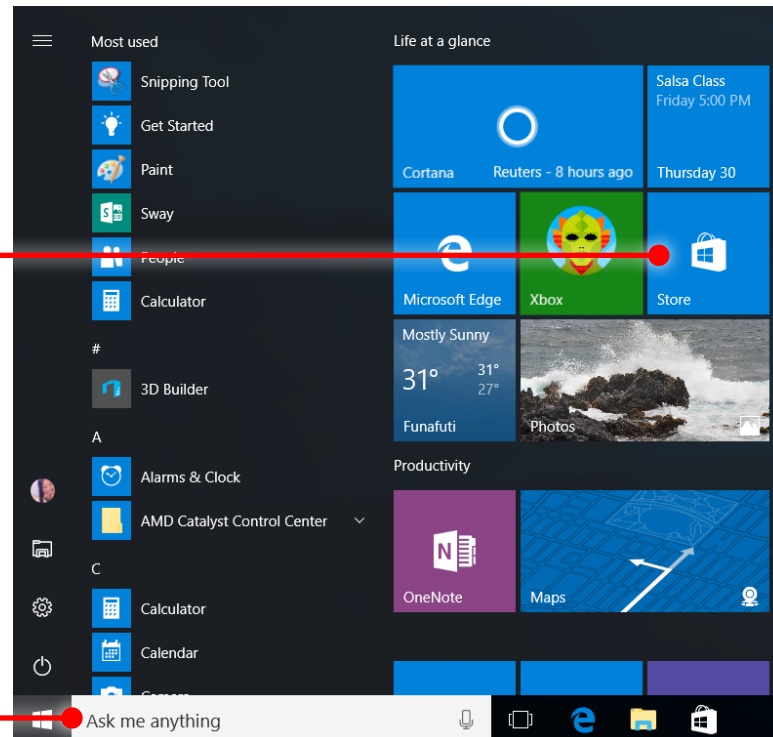 Most used
Snipping Tool
Get Started
Paint
Sway
People
Calculator
#
3D Builder
A
Alarms & Clock
AMD Catalyst Control Center
C
Calculator
Calendar
Camera
Life at a glance
Cortana
Reuters - 8 hours ago
Salsa Class
Friday 5:00 PM
Thursday 30
Microsoft Edge
Xbox
Store
Mostly Sunny
31°
31°
27°
Funafuti
Photos
Productivity
OneNote
Maps
Ask me anything